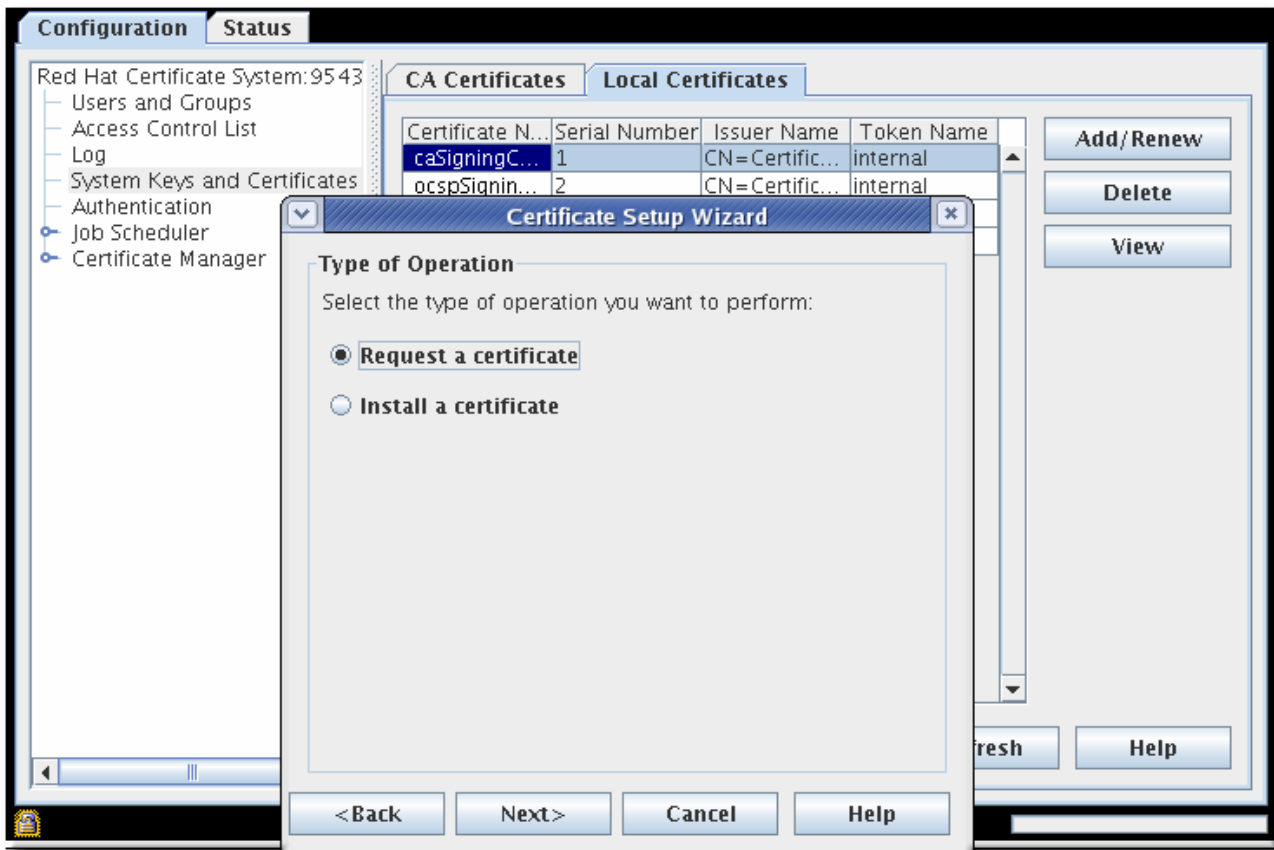 Configuration Status
Red Hat Certificate System:9543
Users and Groups
Access Control List
Log
System Keys and Certificates
Authentication
Job Scheduler
Certificate Manager
CA Certificates Local Certificates
Certificate N... Serial Number Issuer Name Token Name
caSigningC... 1 CN=Certific... internal
ocspSignin... 2 CN=Certific... internal
Add/Renew
Delete
View
Certificate Setup Wizard
Type of Operation
Select the type of operation you want to perform:
Request a certificate
Install a certificate
<Back Next> Cancel Help
fresh Help